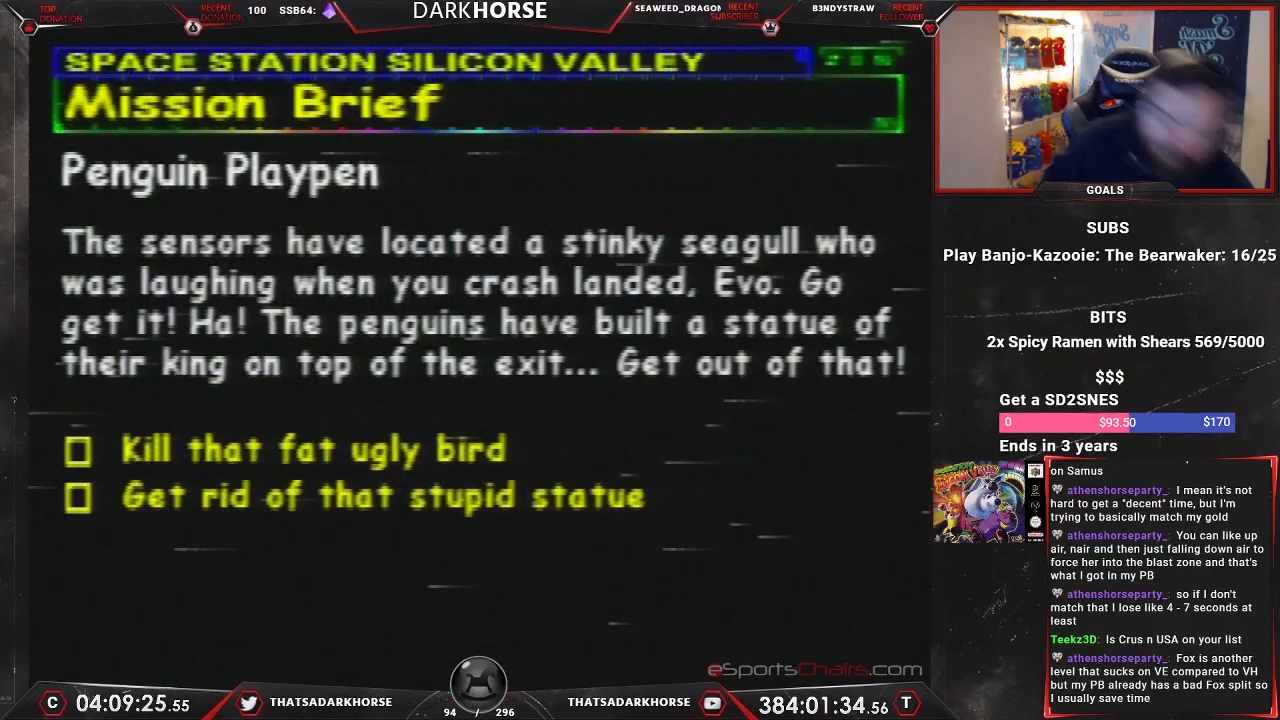 TOP
DONATION
RECENT
DONATION
100
SSB64:
DARKHORSE
SEAWEED_DRAGON
RECENT
SUBSCRIBER
B3NDYSTRAW
RECENT
FOLLOWER
SPACE STATION SILICON VALLEY
Mission Brief
Penguin Playpen
The sensors have located a stinky seagull who
was laughing when you crash landed, Evo. Go
get it! Ha! The penguins have built a statue of
their king on top of the exit... Get out of that!
Kill that fat ugly bird
Get rid of that stupid statue
eSportsChairs.com
GOALS
SUBS
Play Banjo-Kazooie: The Bearwaker: 16/25
BITS
2x Spicy Ramen with Shears 569/5000
$$$
Get a SD2SNES
0 $93.50 $170
Ends in 3 years
on Samus
athenshorseparty_: I mean it's not
hard to get a "decent" time, but I'm
trying to basically match my gold
athenshorseparty_: You can like up
air, nair and then just falling down air to
force her into the blast zone and that's
what I got in my PB
athenshorseparty_: so if I don't
match that I lose like 4 - 7 seconds at
least
Teekz3D: Is Crus n USA on your list
athenshorseparty_: Fox is another
level that sucks on VE compared to VH
but my PB already has a bad Fox split so
I usually save time
C 04:09:25.55
THATSADARKHORSE
94 / 296
THATSADARKHORSE
384:01:34.56 T